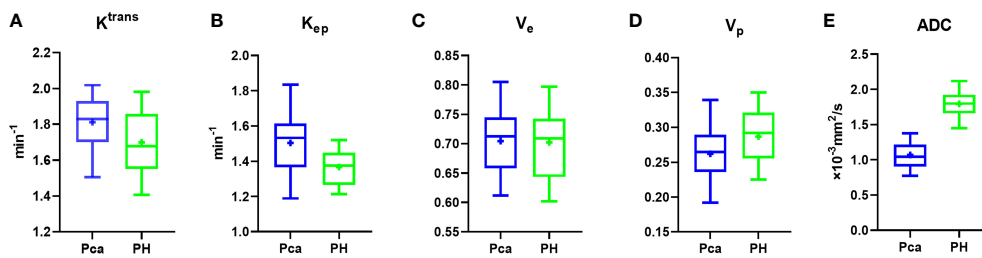 A
K^trans
2.2
2.0
1.8
1.6
1.4
1.2
min⁻¹
Pca PH
B
K_ep
2.0
1.8
1.6
1.4
1.2
1.0
min⁻¹
Pca PH
C
V_e
0.85
0.80
0.75
0.70
0.65
0.60
0.55
Pca PH
D
V_p
0.40
0.35
0.30
0.25
0.20
0.15
Pca PH
E
ADC
2.5
2.0
1.5
1.0
0.5
0.0
×10⁻³mm²/s
Pca PH